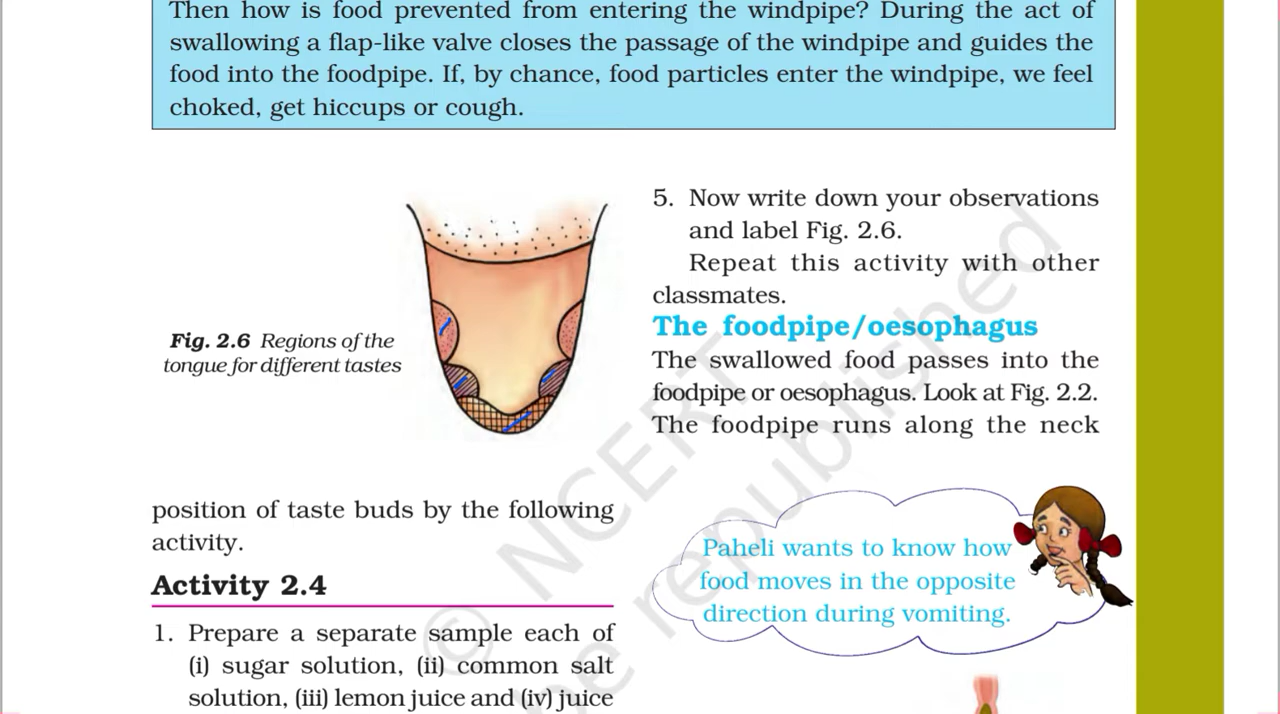 Then how is food prevented from entering the windpipe? During the act of
swallowing a flap-like valve closes the passage of the windpipe and guides the
food into the foodpipe. If, by chance, food particles enter the windpipe, we feel
choked, get hiccups or cough.
Fig. 2.6 Regions of the
tongue for different tastes
position of taste buds by the following
activity.
Activity 2.4
1. Prepare a separate sample each of
(i) sugar solution, (ii) common salt
solution, (iii) lemon juice and (iv) juice
5. Now write down your observations
and label Fig. 2.6.
Repeat this activity with other
classmates.
The foodpipe/oesophagus
The swallowed food passes into the
foodpipe or oesophagus. Look at Fig. 2.2.
The foodpipe runs along the neck
Paheli wants to know how
food moves in the opposite
direction during vomiting.
© NCERT
be republished